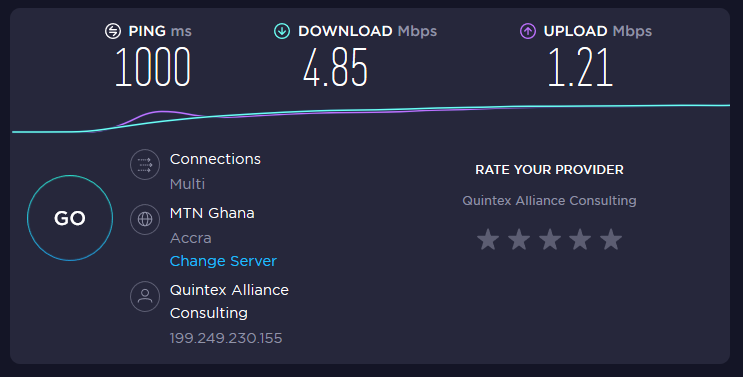 PING ms
DOWNLOAD Mbps
UPLOAD Mbps
1000
4.85
1.21
GO
Connections
Multi
MTN Ghana
Accra
Change Server
Quintex Alliance
Consulting
199.249.230.155
RATE YOUR PROVIDER
Quintex Alliance Consulting